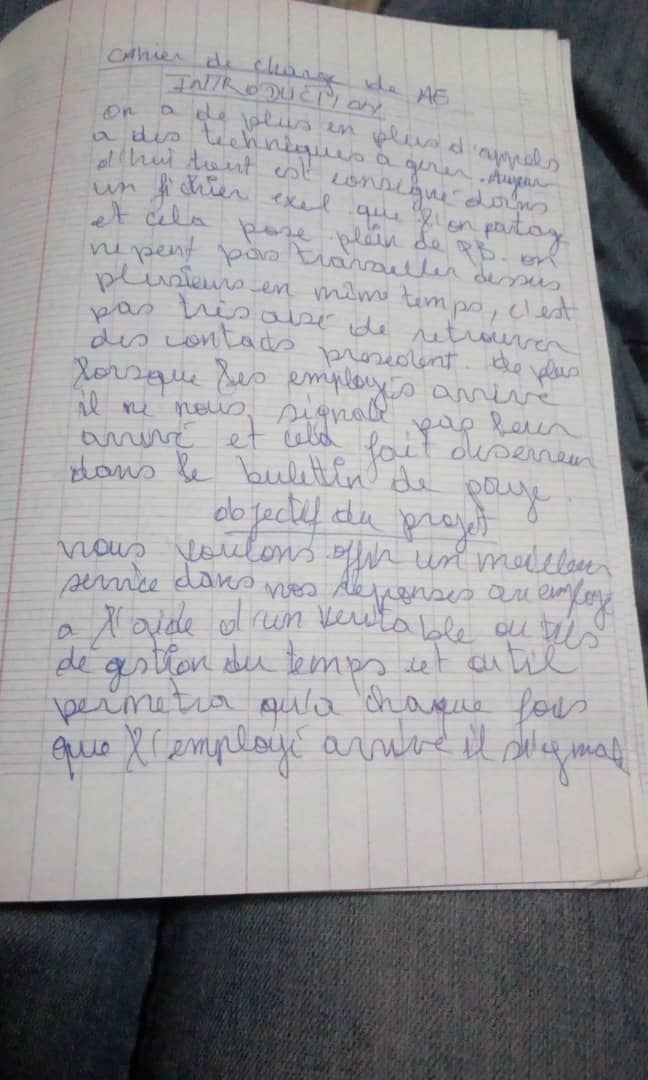 cahier de charge de AE
INTRODUCTION
on a de plus en plus d'appels
a des techniques a gerer. Aujour
d'hui tout est consegné dans
un fichier exel que l'on partag
et cela pose plein de PB. on
ne peut pas travailler dessus
plusieurs en même temps, c'est
pas très aisé de retrouver
des contats precedent. de plus
lorsque les employés arrive
il ne nous signale pas leur
arrivé et cela fait des erreur
dans le bulettin de paye.
objectif du projet
nous voulons offrir un meilleur
service dans nos reponses au employé
a l'aide d'un veritable outils
de gestion du temps cet outil
permetra qu'a chaque fois
que l'employé arrive il signale